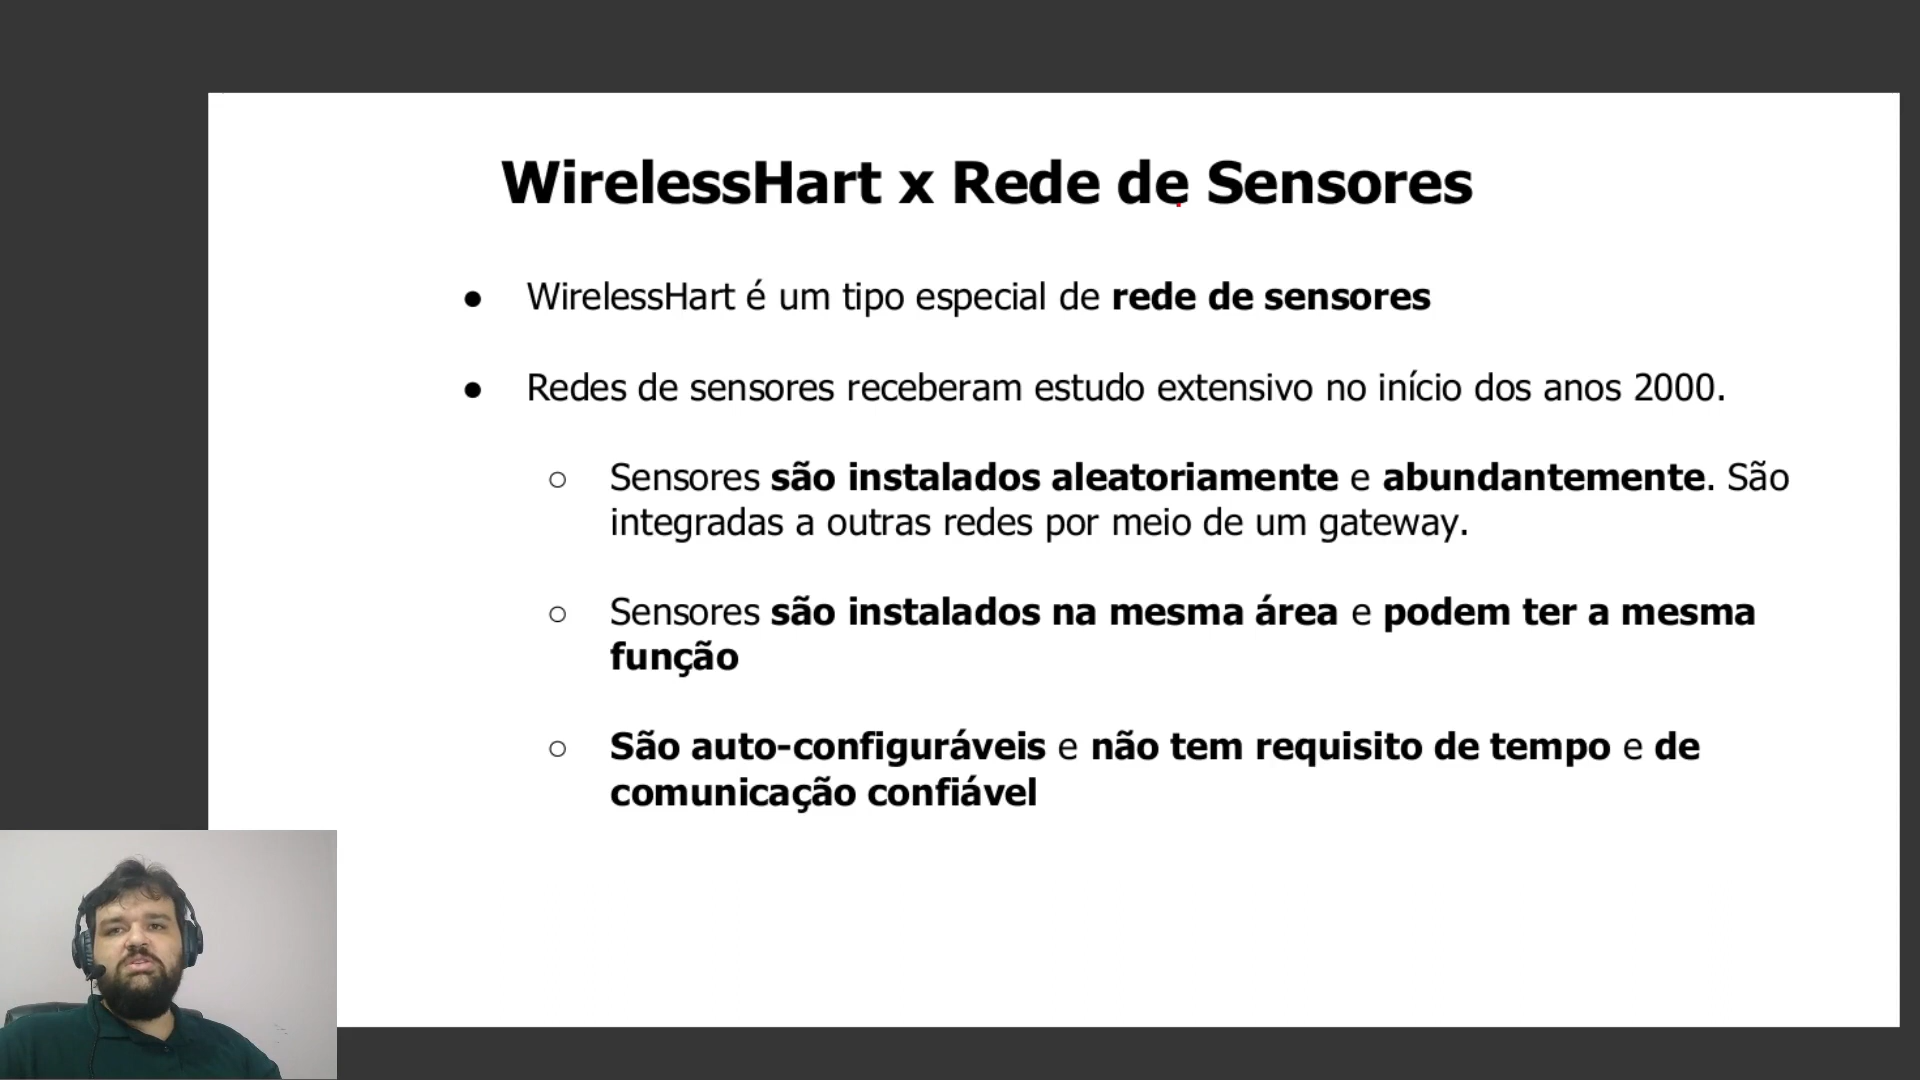 WirelessHart x Rede de Sensores
● WirelessHart é um tipo especial de rede de sensores
● Redes de sensores receberam estudo extensivo no início dos anos 2000.
○ Sensores são instalados aleatoriamente e abundantemente. São
integradas a outras redes por meio de um gateway.
○ Sensores são instalados na mesma área e podem ter a mesma
função
○ São auto-configuráveis e não tem requisito de tempo e de
comunicação confiável